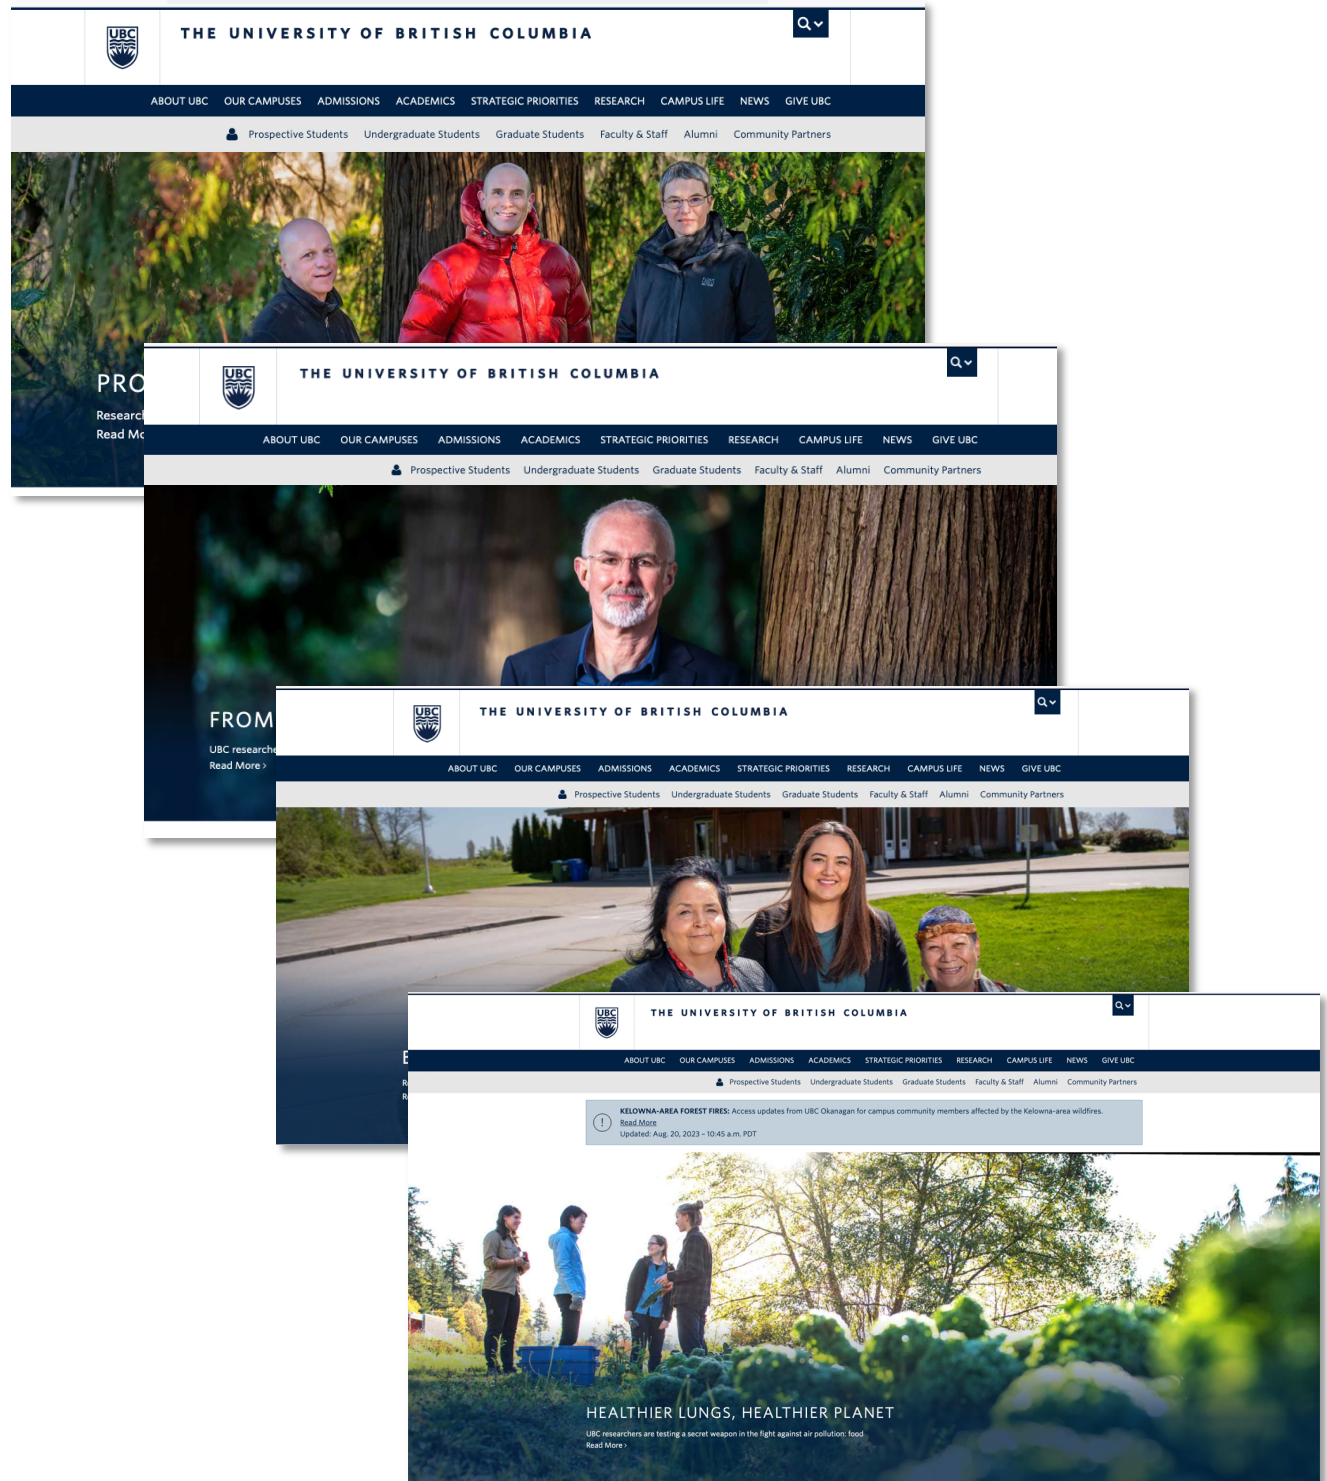 UBC
THE UNIVERSITY OF BRITISH COLUMBIA
ABOUT UBC OUR CAMPUSES ADMISSIONS ACADEMICS STRATEGIC PRIORITIES RESEARCH CAMPUS LIFE NEWS GIVE UBC
Prospective Students Undergraduate Students Graduate Students Faculty & Staff Alumni Community Partners
PRO
Researc
Read Mo
UBC
THE UNIVERSITY OF BRITISH COLUMBIA
ABOUT UBC OUR CAMPUSES ADMISSIONS ACADEMICS STRATEGIC PRIORITIES RESEARCH CAMPUS LIFE NEWS GIVE UBC
Prospective Students Undergraduate Students Graduate Students Faculty & Staff Alumni Community Partners
FROM
UBC researche
Read More >
UBC
THE UNIVERSITY OF BRITISH COLUMBIA
ABOUT UBC OUR CAMPUSES ADMISSIONS ACADEMICS STRATEGIC PRIORITIES RESEARCH CAMPUS LIFE NEWS GIVE UBC
Prospective Students Undergraduate Students Graduate Students Faculty & Staff Alumni Community Partners
UBC
THE UNIVERSITY OF BRITISH COLUMBIA
ABOUT UBC OUR CAMPUSES ADMISSIONS ACADEMICS STRATEGIC PRIORITIES RESEARCH CAMPUS LIFE NEWS GIVE UBC
Prospective Students Undergraduate Students Graduate Students Faculty & Staff Alumni Community Partners
KELOWNA-AREA FOREST FIRES: Access updates from UBC Okanagan for campus community members affected by the Kelowna-area wildfires.
Read More
Updated: Aug. 20, 2023 – 10:45 a.m. PDT
HEALTHIER LUNGS, HEALTHIER PLANET
UBC researchers are testing a secret weapon in the fight against air pollution: food
Read More >